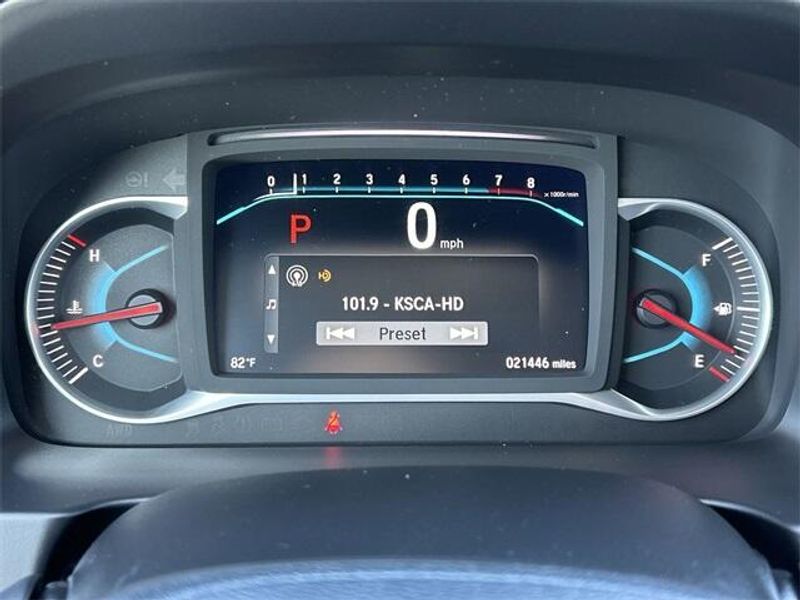 0 1 2 3 4 5 6 7 8 x1000r/min
P 0 mph
H
F
101.9 - KSCA-HD
Preset
C
E
82°F
021446 miles
AWD